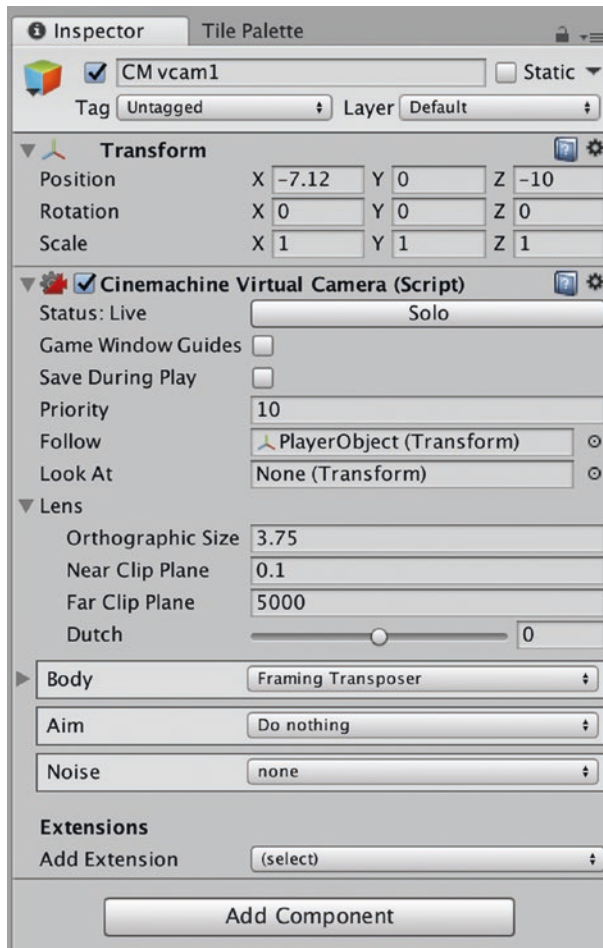 Inspector Tile Palette
CM vcam1 Static
Tag Untagged Layer Default
Transform
Position X -7.12 Y 0 Z -10
Rotation X 0 Y 0 Z 0
Scale X 1 Y 1 Z 1
Cinemachine Virtual Camera (Script)
Status: Live Solo
Game Window Guides
Save During Play
Priority 10
Follow PlayerObject (Transform)
Look At None (Transform)
Lens
Orthographic Size 3.75
Near Clip Plane 0.1
Far Clip Plane 5000
Dutch 0
Body Framing Transposer
Aim Do nothing
Noise none
Extensions
Add Extension (select)
Add Component